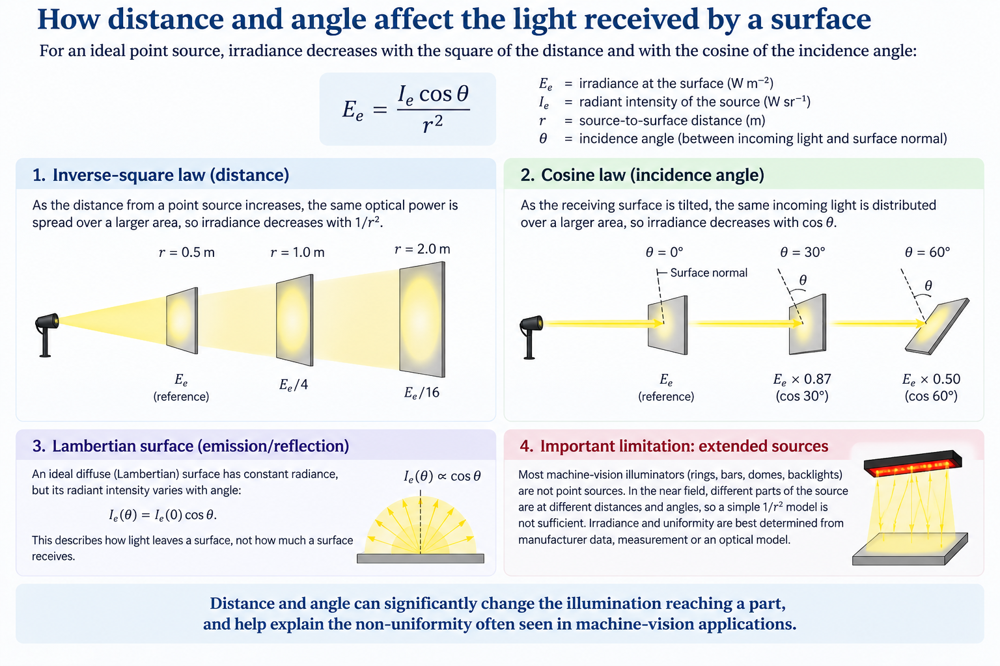 How distance and angle affect the light received by a surface
For an ideal point source, irradiance decreases with the square of the distance and with the cosine of the incidence angle:
Eₑ = Iₑ cos θ / r²
Eₑ = irradiance at the surface (W m⁻²)
Iₑ = radiant intensity of the source (W sr⁻¹)
r = source-to-surface distance (m)
θ = incidence angle (between incoming light and surface normal)
1. Inverse-square law (distance)
As the distance from a point source increases, the same optical power is
spread over a larger area, so irradiance decreases with 1/r².
r = 0.5 m
r = 1.0 m
r = 2.0 m
Eₑ
(reference)
Eₑ/4
Eₑ/16
2. Cosine law (incidence angle)
As the receiving surface is tilted, the same incoming light is distributed
over a larger area, so irradiance decreases with cos θ.
θ = 0°
θ = 30°
θ = 60°
Surface normal
θ
θ
Eₑ
(reference)
Eₑ × 0.87
(cos 30°)
Eₑ × 0.50
(cos 60°)
3. Lambertian surface (emission/reflection)
An ideal diffuse (Lambertian) surface has constant radiance,
but its radiant intensity varies with angle:
Iₑ(θ) = Iₑ(0) cos θ.
This describes how light leaves a surface, not how much a surface
receives.
Iₑ(θ) ∝ cos θ
4. Important limitation: extended sources
Most machine-vision illuminators (rings, bars, domes, backlights)
are not point sources. In the near field, different parts of the source
are at different distances and angles, so a simple 1/r² model is
not sufficient. Irradiance and uniformity are best determined from
manufacturer data, measurement or an optical model.
Distance and angle can significantly change the illumination reaching a part,
and help explain the non-uniformity often seen in machine-vision applications.